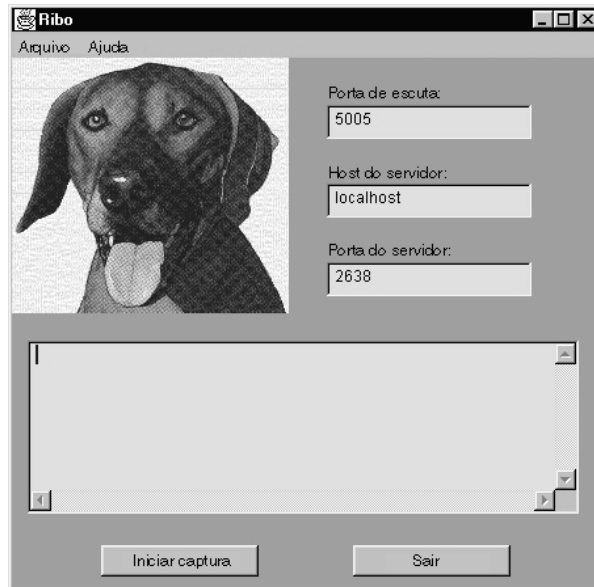 Ribo
Arquivo Ajuda
Porta de escuta:
5005
Host do servidor:
localhost
Porta do servidor:
2638
Iniciar captura
Sair